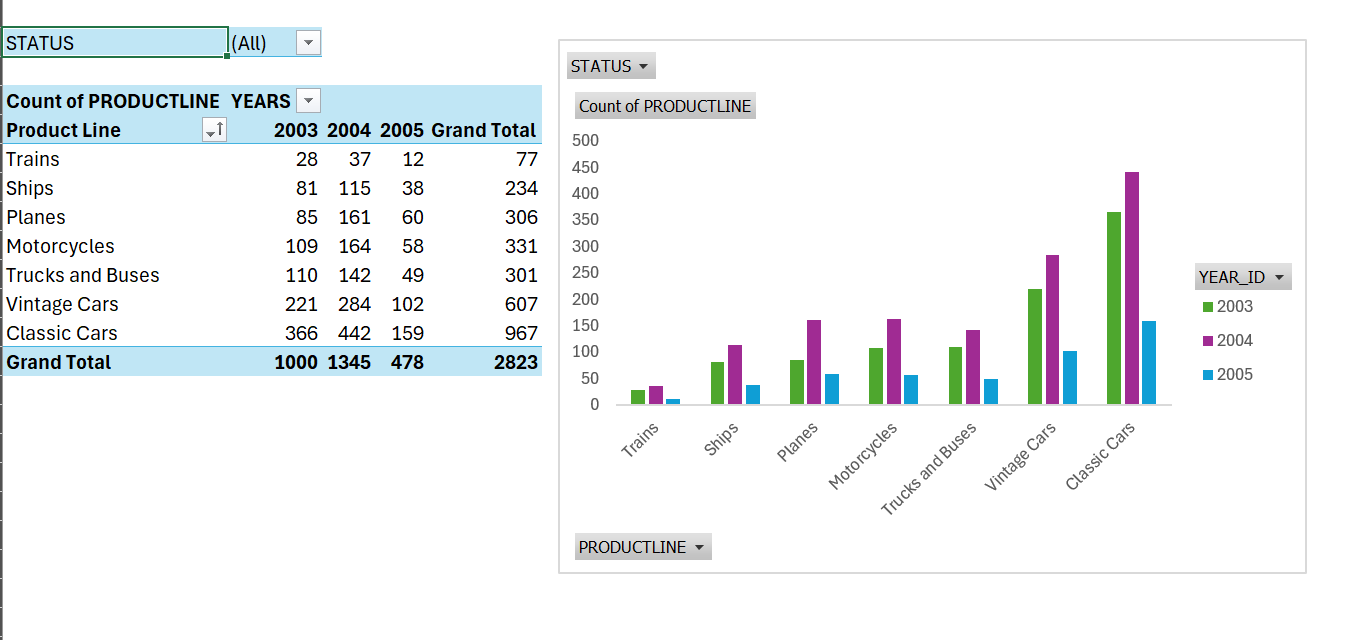 STATUS (All)
Count of PRODUCTLINE YEARS
Product Line 2003 2004 2005 Grand Total
Trains 28 37 12 77
Ships 81 115 38 234
Planes 85 161 60 306
Motorcycles 109 164 58 331
Trucks and Buses 110 142 49 301
Vintage Cars 221 284 102 607
Classic Cars 366 442 159 967
Grand Total 1000 1345 478 2823
STATUS
Count of PRODUCTLINE
500
450
400
350
300
250
200
150
100
50
0
Trains
Ships
Planes
Motorcycles
Trucks and Buses
Vintage Cars
Classic Cars
YEAR_ID
2003
2004
2005
PRODUCTLINE